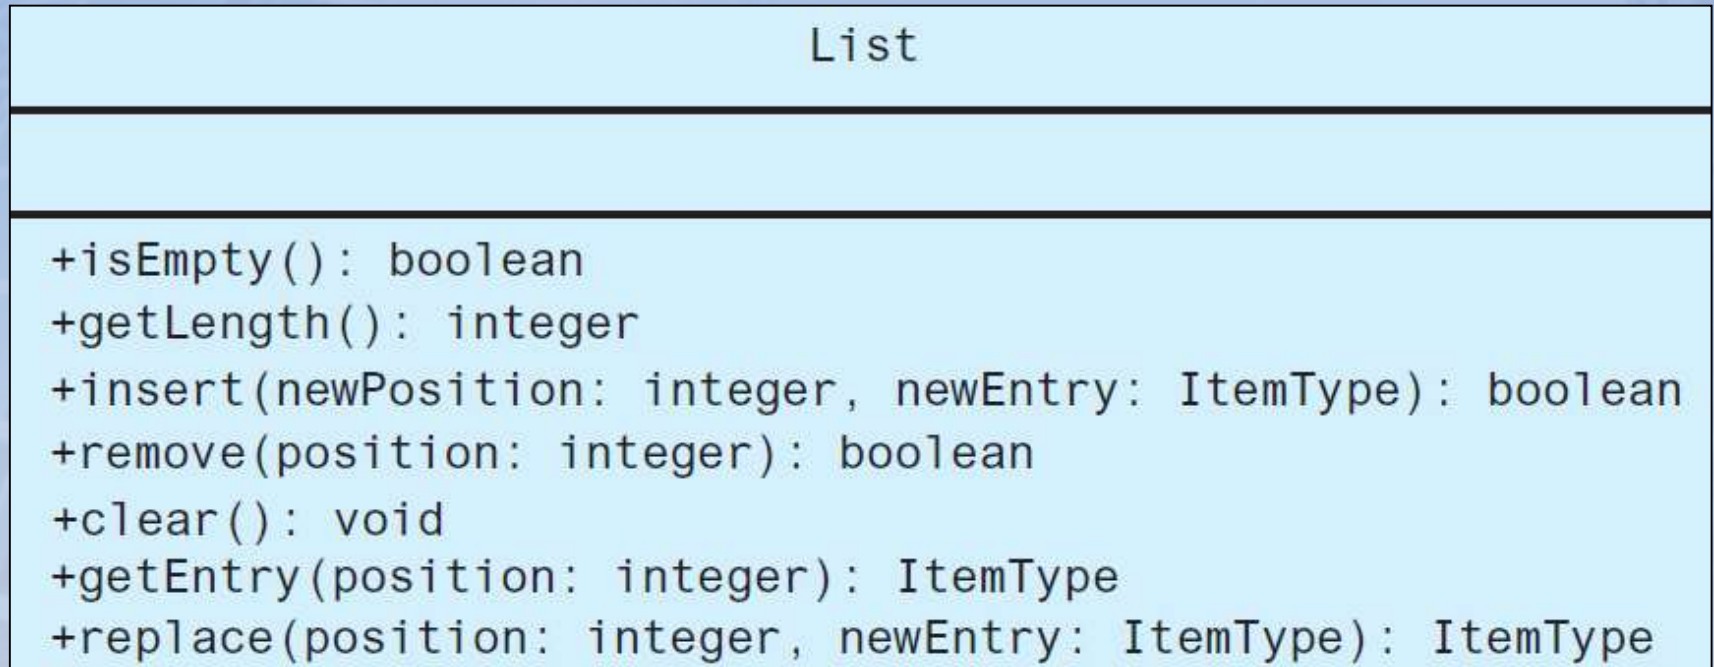 List
+isEmpty(): boolean
+getLength(): integer
+insert(newPosition: integer, newEntry: ItemType): boolean
+remove(position: integer): boolean
+clear(): void
+getEntry(position: integer): ItemType
+replace(position: integer, newEntry: ItemType): ItemType